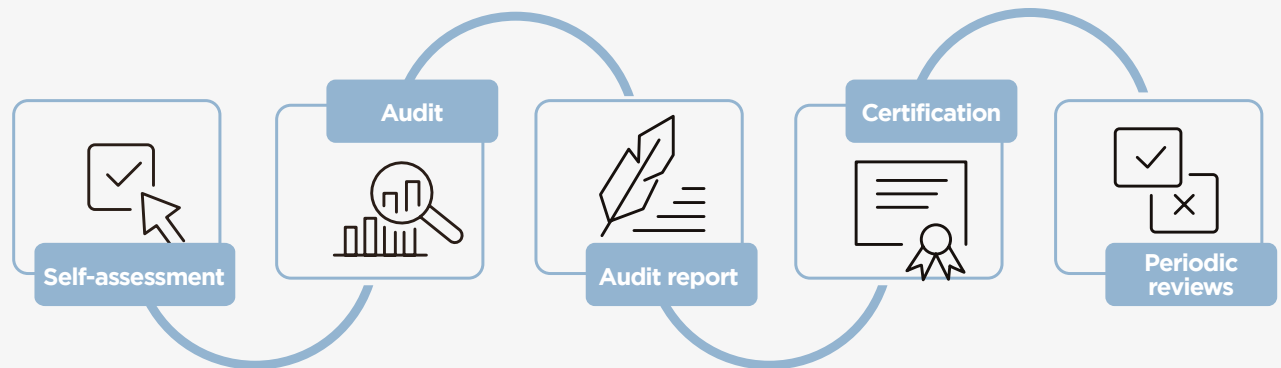 Self-assessment
Audit
Audit report
Certification
Periodic
reviews